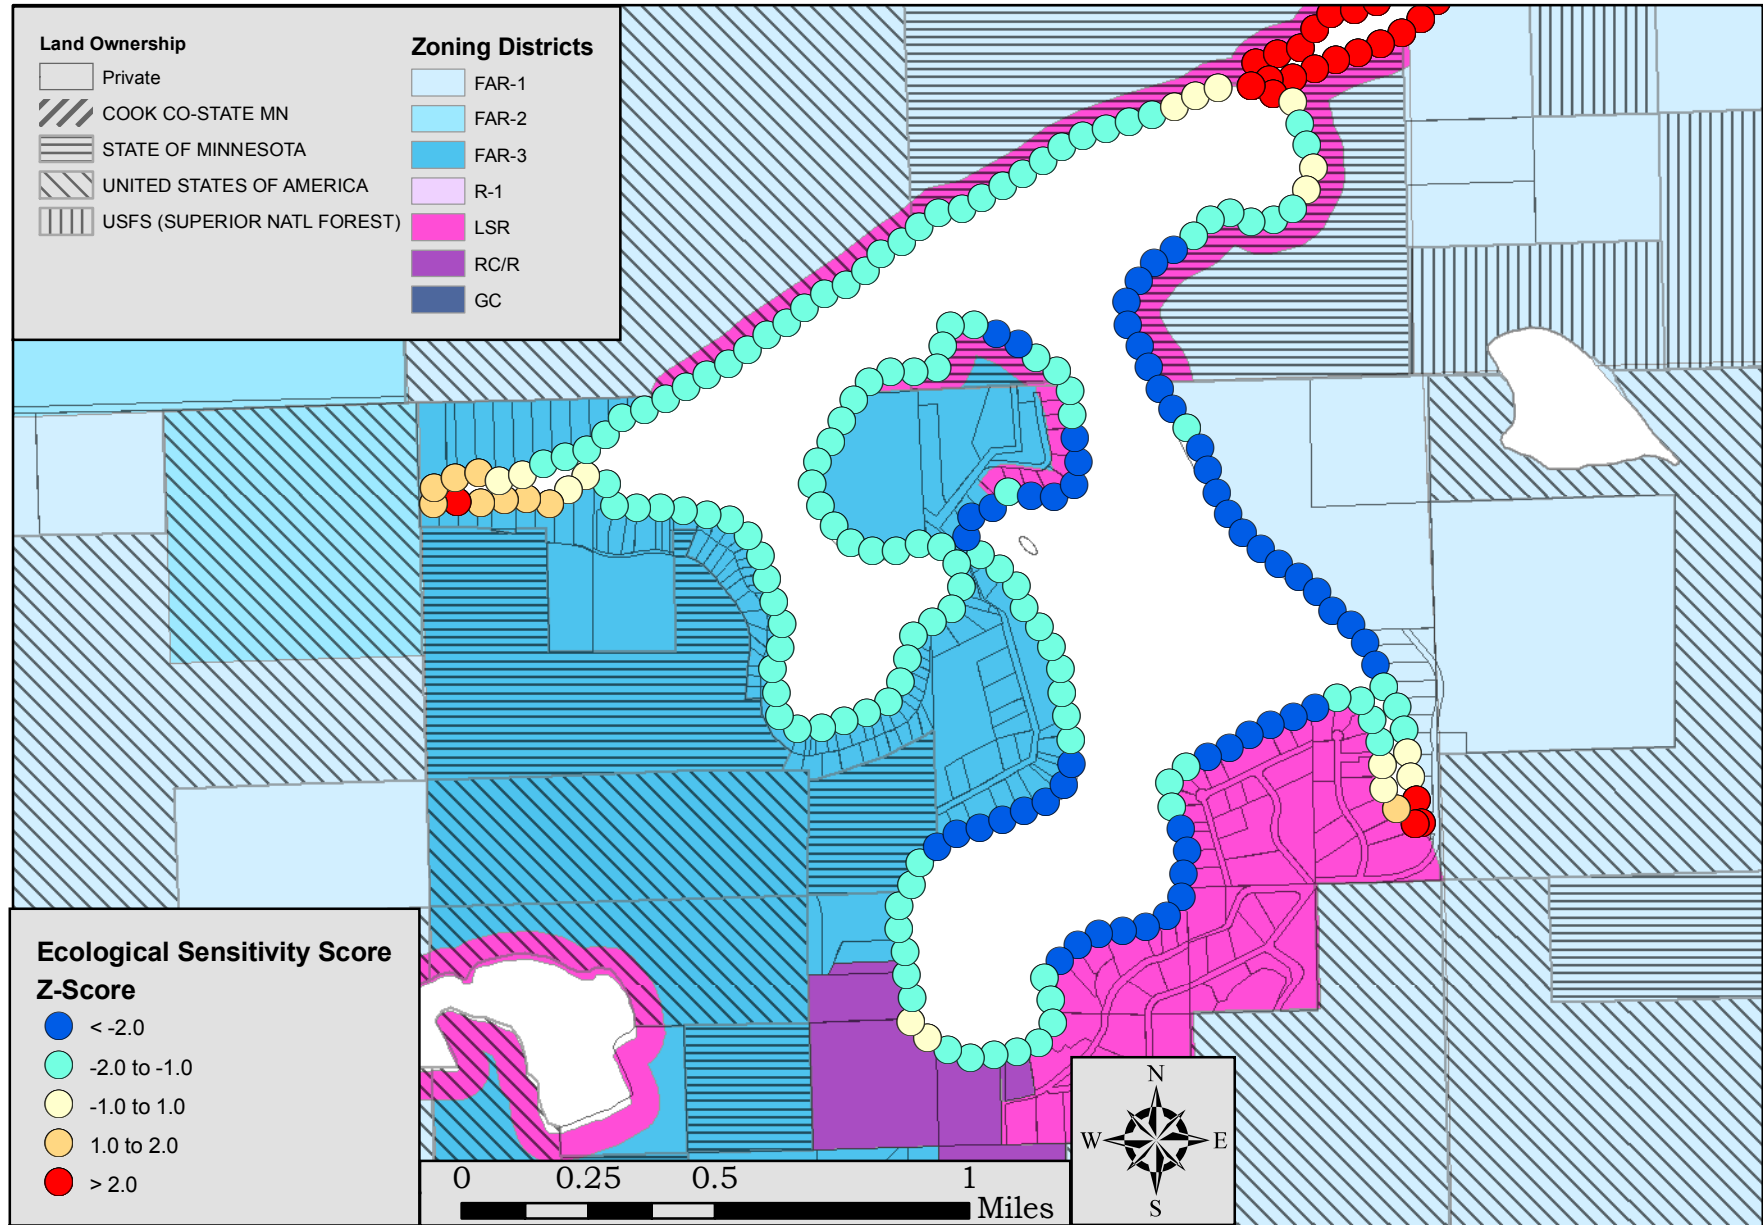 Land Ownership
Private
COOK CO-STATE MN
STATE OF MINNESOTA
UNITED STATES OF AMERICA
USFS (SUPERIOR NATL FOREST)
Zoning Districts
FAR-1
FAR-2
FAR-3
R-1
LSR
RC/R
GC
Ecological Sensitivity Score
Z-Score
< -2.0
-2.0 to -1.0
-1.0 to 1.0
1.0 to 2.0
> 2.0
0 0.25 0.5 1
Miles
N
W E
S